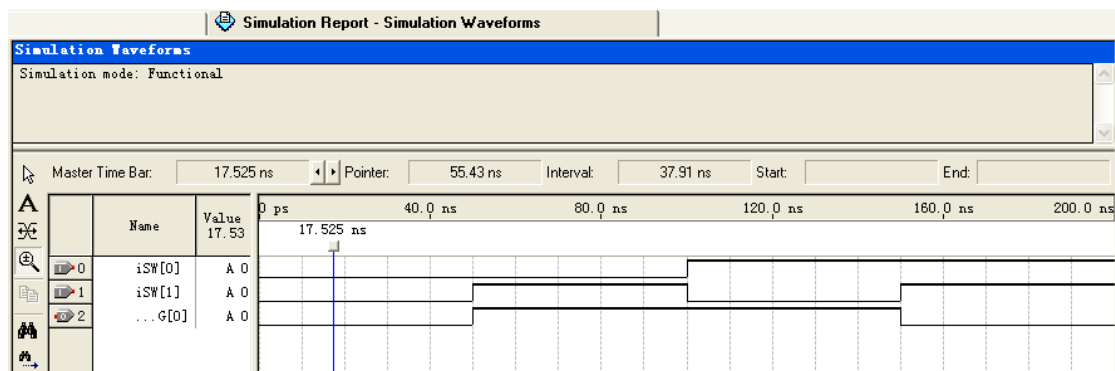 Simulation Report - Simulation Waveforms
Simulation Waveforms
Simulation mode: Functional
Master Time Bar: 17.525 ns Pointer: 55.43 ns Interval: 37.91 ns Start: End:
A Name Value 17.53 0 ps 40.0 ns 80.0 ns 120.0 ns 160.0 ns 200.0 ns
17.525 ns
0 iSW[0] A 0
1 iSW[1] A 0
2 ...G[0] A 0